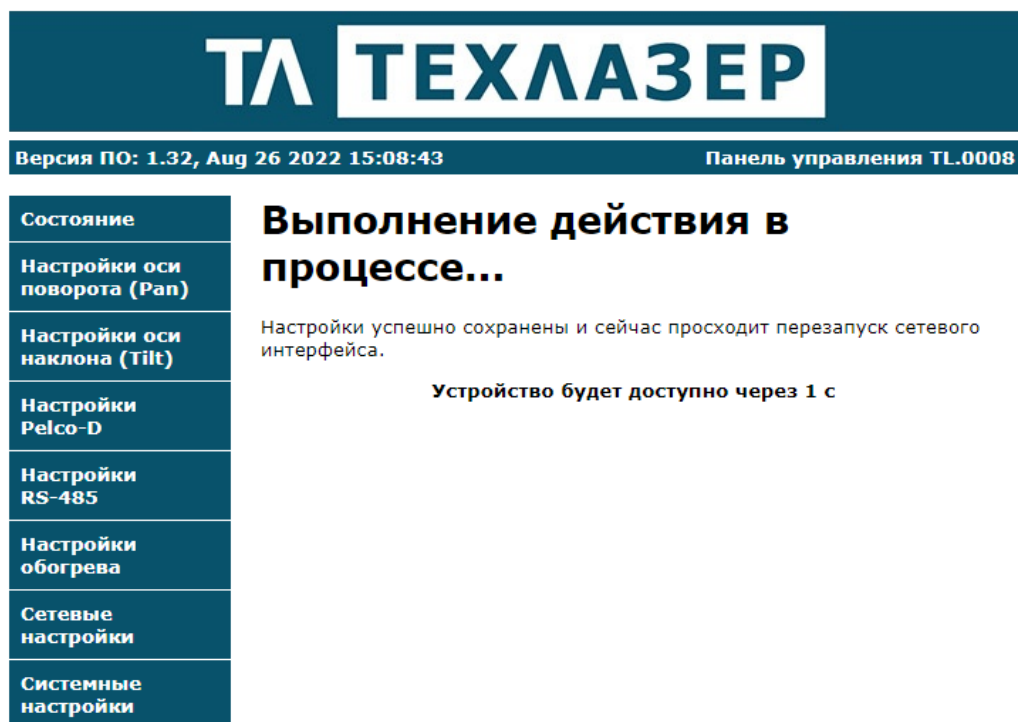 ТЛ ТЕХЛАЗЕР
Версия ПО: 1.32, Aug 26 2022 15:08:43
Панель управления TL.0008
Состояние
Настройки оси
поворота (Pan)
Настройки оси
наклона (Tilt)
Настройки
Pelco-D
Настройки
RS-485
Настройки
обогрева
Сетевые
настройки
Системные
настройки
Выполнение действия в
процессе...
Настройки успешно сохранены и сейчас просходит перезапуск сетевого
интерфейса.
Устройство будет доступно через 1 с